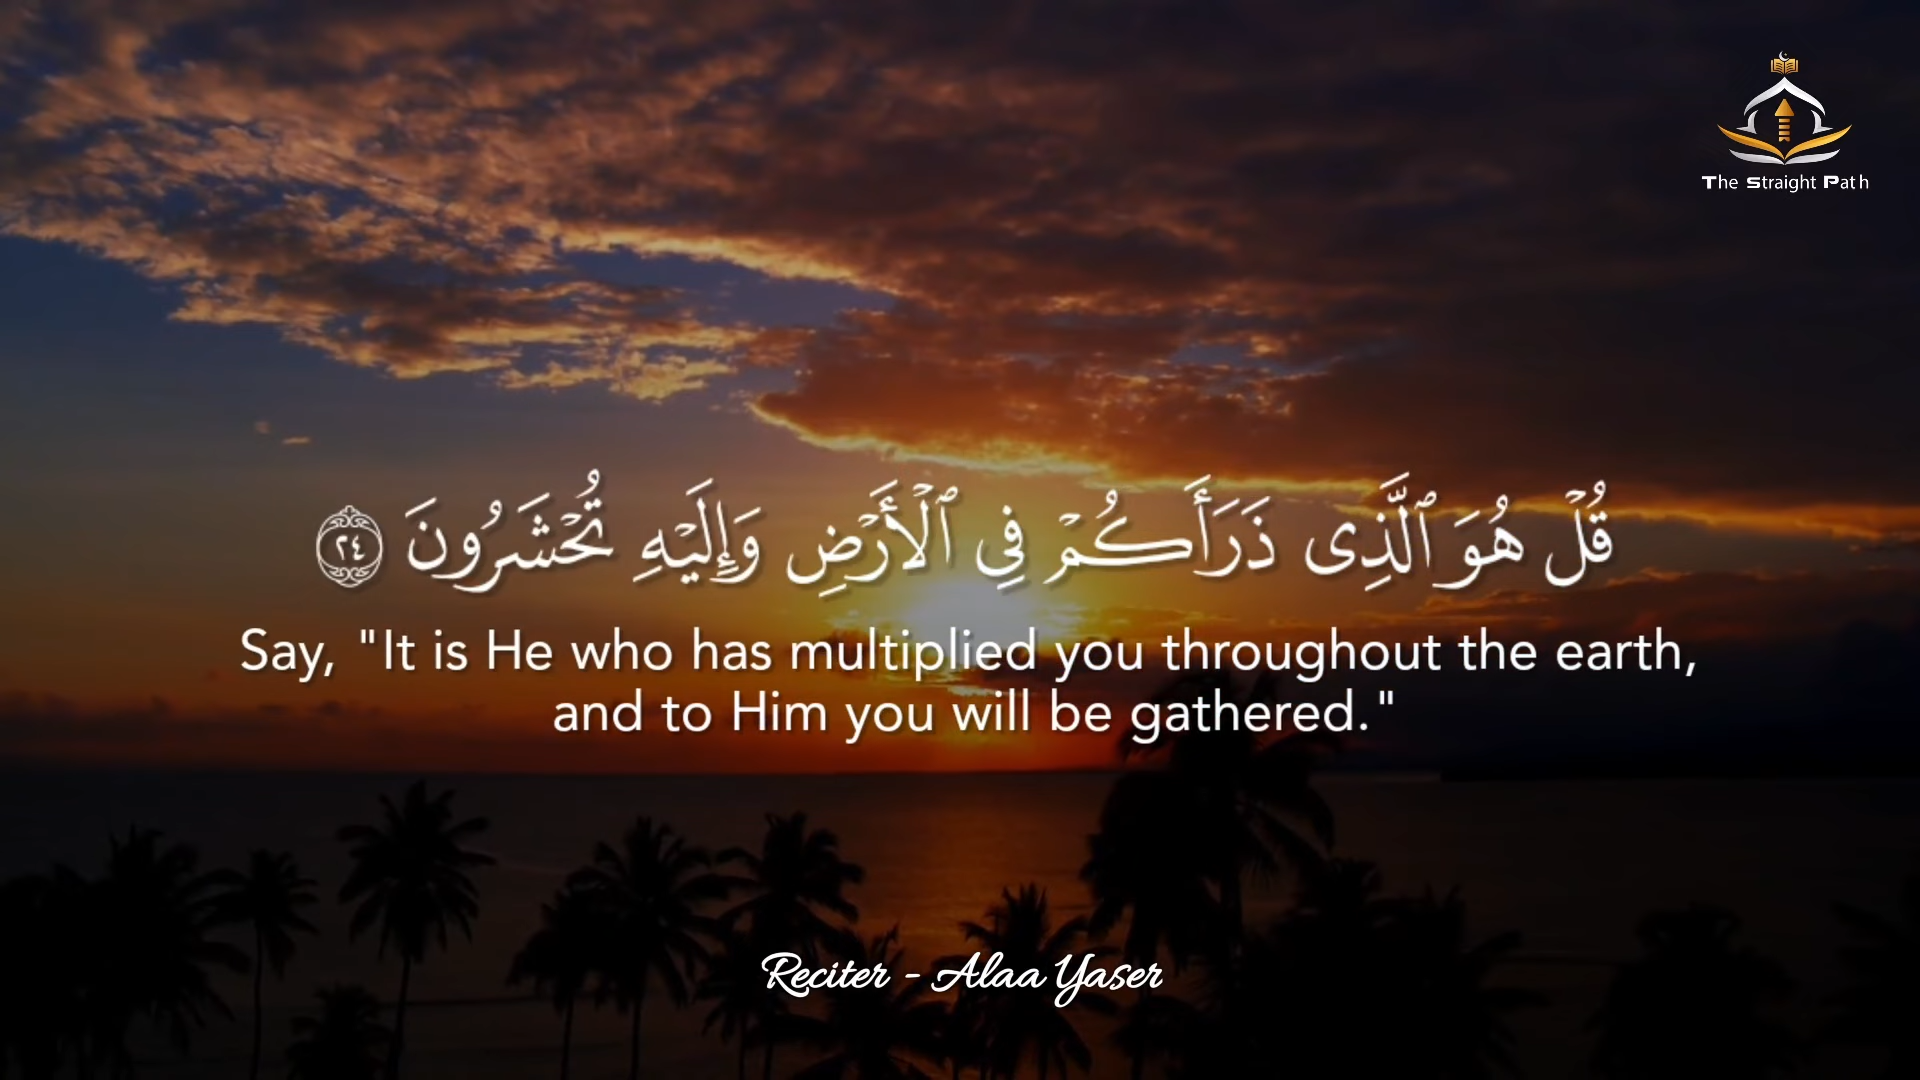 The Straight Path
قُلْ هُوَ ٱلَّذِى ذَرَأَكُمْ فِى ٱلْأَرْضِ وَإِلَيْهِ تُحْشَرُونَ ٢٤
Say, "It is He who has multiplied you throughout the earth,
and to Him you will be gathered."
Reciter - Alaa Yaser